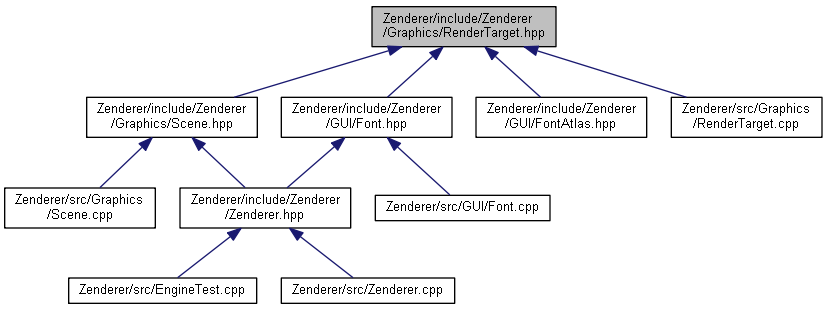 Zenderer/include/Zenderer
/Graphics/RenderTarget.hpp
Zenderer/include/Zenderer
/Graphics/Scene.hpp
Zenderer/include/Zenderer
/GUI/Font.hpp
Zenderer/include/Zenderer
/GUI/FontAtlas.hpp
Zenderer/src/Graphics
/RenderTarget.cpp
Zenderer/src/Graphics
/Scene.cpp
Zenderer/include/Zenderer
/Zenderer.hpp
Zenderer/src/GUI/Font.cpp
Zenderer/src/EngineTest.cpp
Zenderer/src/Zenderer.cpp